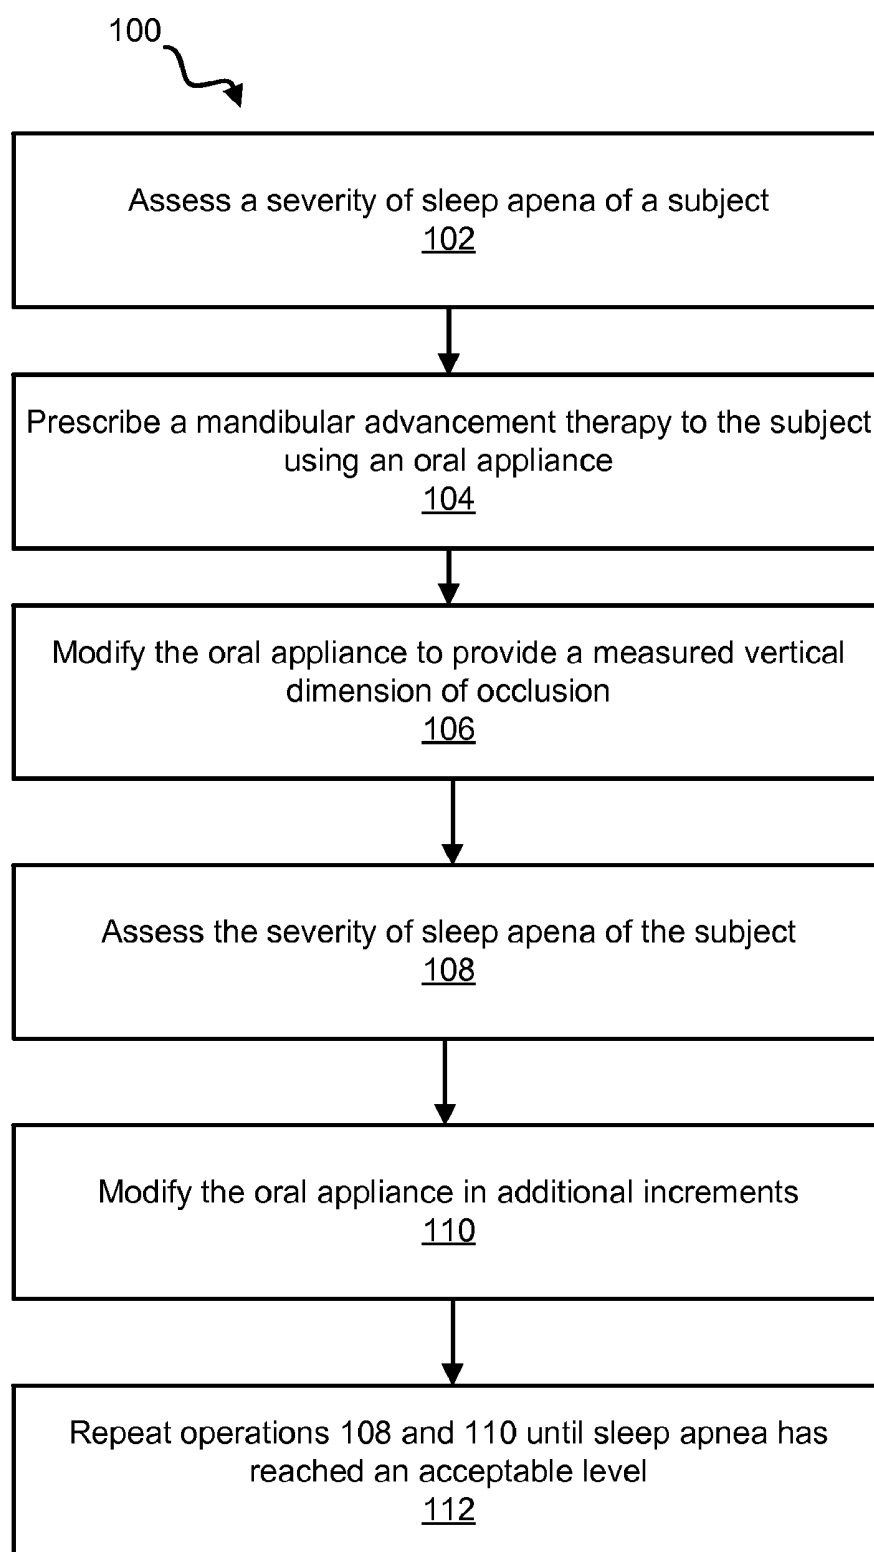 100
Assess a severity of sleep apena of a subject
102
Prescribe a mandibular advancement therapy to the subject
using an oral appliance
104
Modify the oral appliance to provide a measured vertical
dimension of occlusion
106
Assess the severity of sleep apena of the subject
108
Modify the oral appliance in additional increments
110
Repeat operations 108 and 110 until sleep apnea has
reached an acceptable level
112